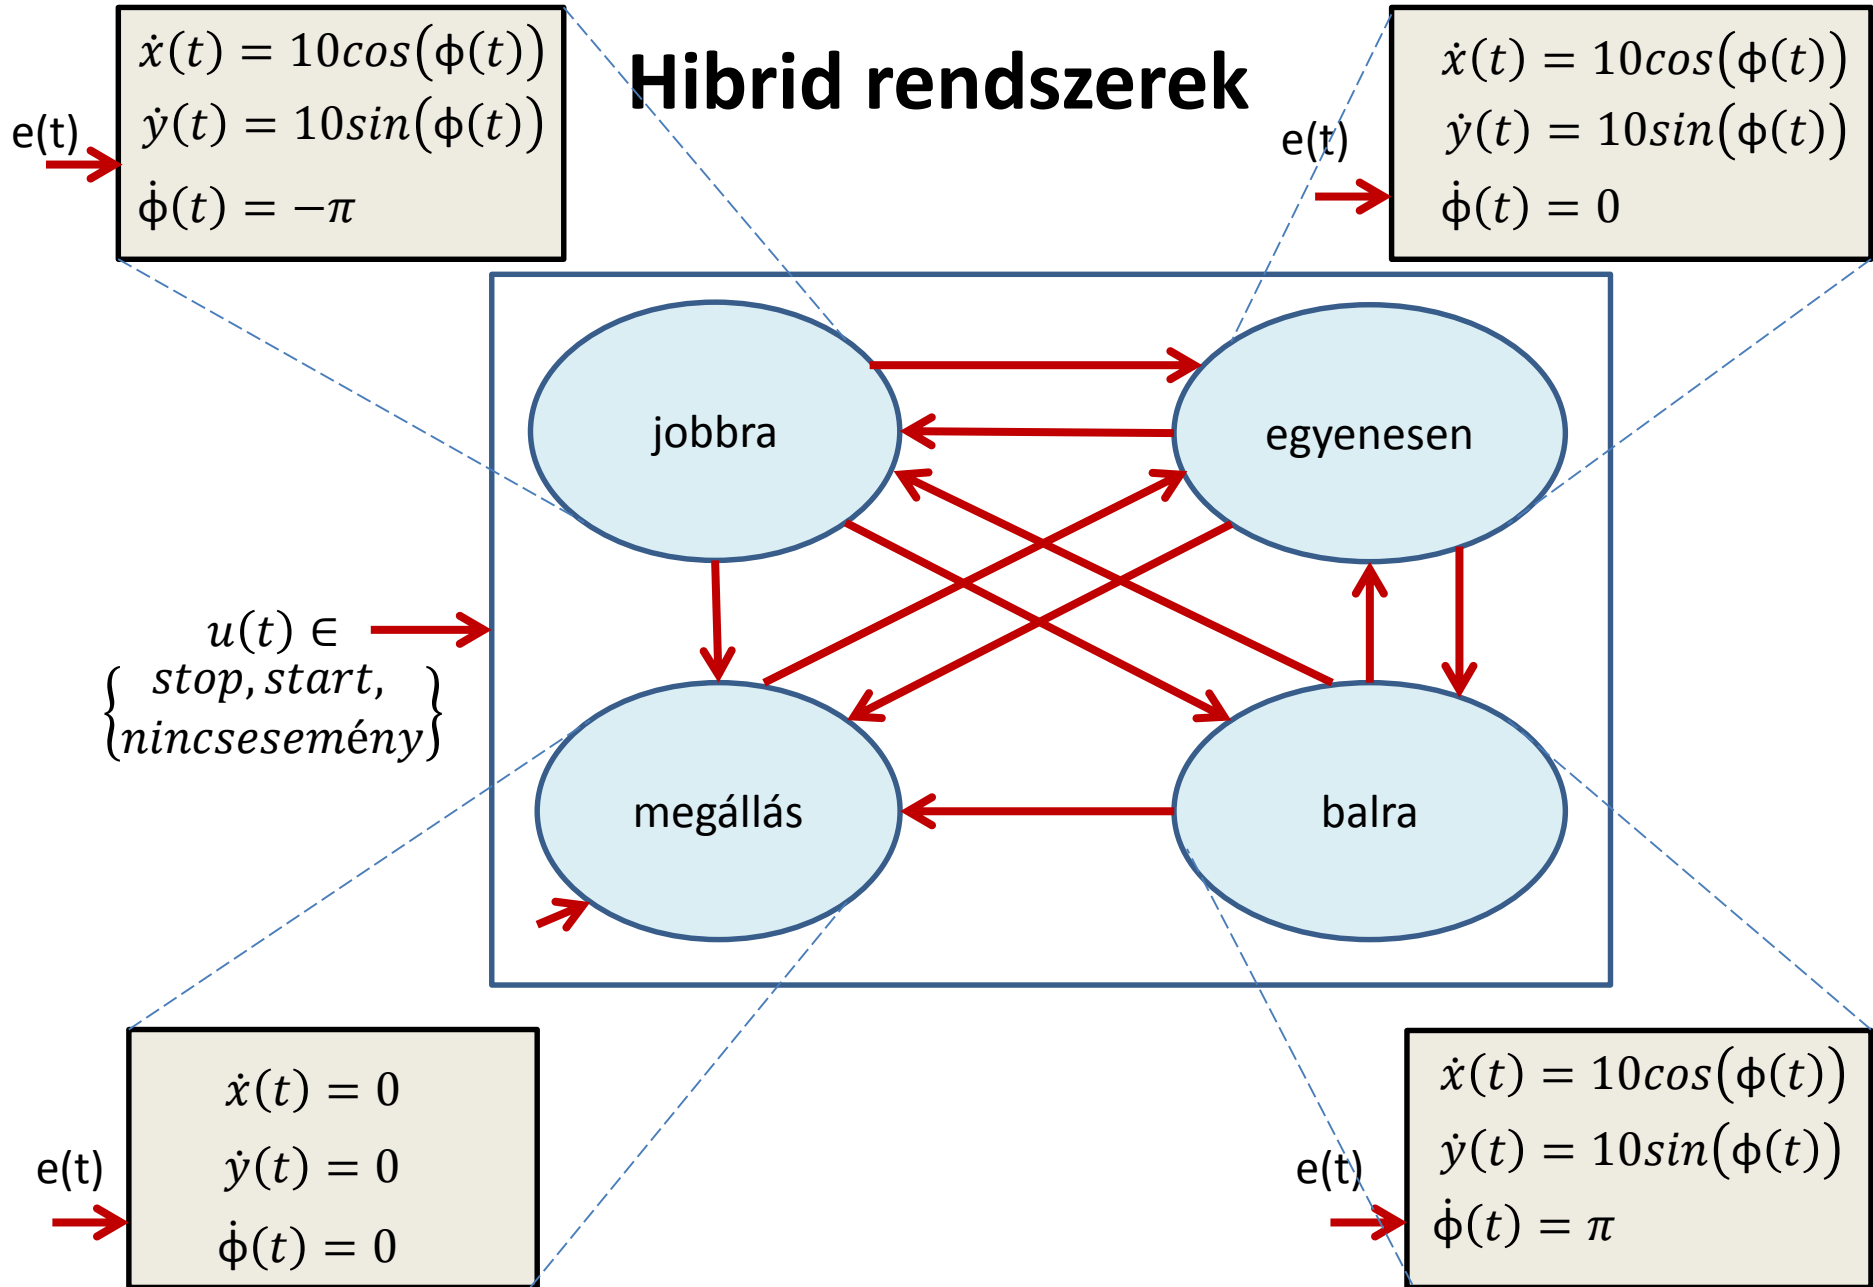 Hibrid rendszerek
ẋ(t) = 10cos(ϕ(t))
ẏ(t) = 10sin(ϕ(t))
ϕ̇(t) = −π
e(t)
ẋ(t) = 10cos(ϕ(t))
ẏ(t) = 10sin(ϕ(t))
ϕ̇(t) = 0
e(t)
jobbra
egyenesen
u(t) ∈
{stop, start,
nincsesemény}
megállás
balra
ẋ(t) = 0
ẏ(t) = 0
ϕ̇(t) = 0
e(t)
ẋ(t) = 10cos(ϕ(t))
ẏ(t) = 10sin(ϕ(t))
ϕ̇(t) = π
e(t)